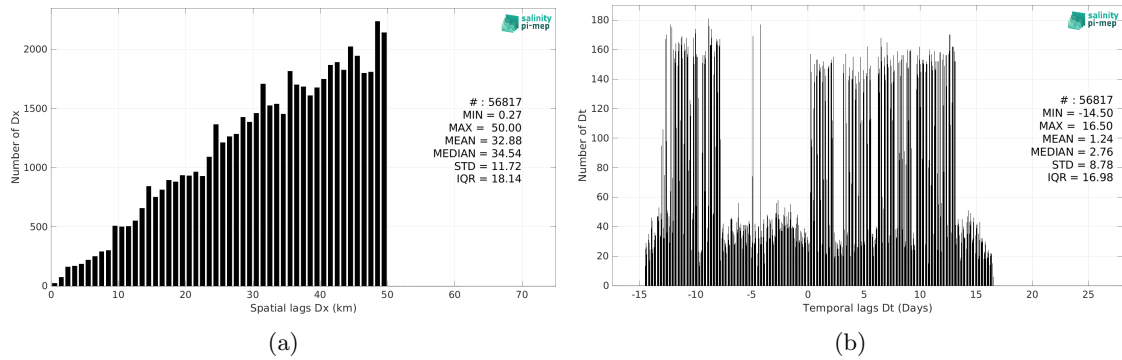 salinity
pi-mep
2000
1500
1000
500
0
Number of Dx
# : 56817
MIN = 0.27
MAX = 50.00
MEAN = 32.88
MEDIAN = 34.54
STD = 11.72
IQR = 18.14
0 10 20 30 40 50 60 70
Spatial lags Dx (km)
(a)
salinity
pi-mep
180
160
140
120
100
80
60
40
20
0
Number of Dt
# : 56817
MIN = -14.50
MAX = 16.50
MEAN = 1.24
MEDIAN = 2.76
STD = 8.78
IQR = 16.98
-15 -10 -5 0 5 10 15 20 25
Temporal lags Dt (Days)
(b)